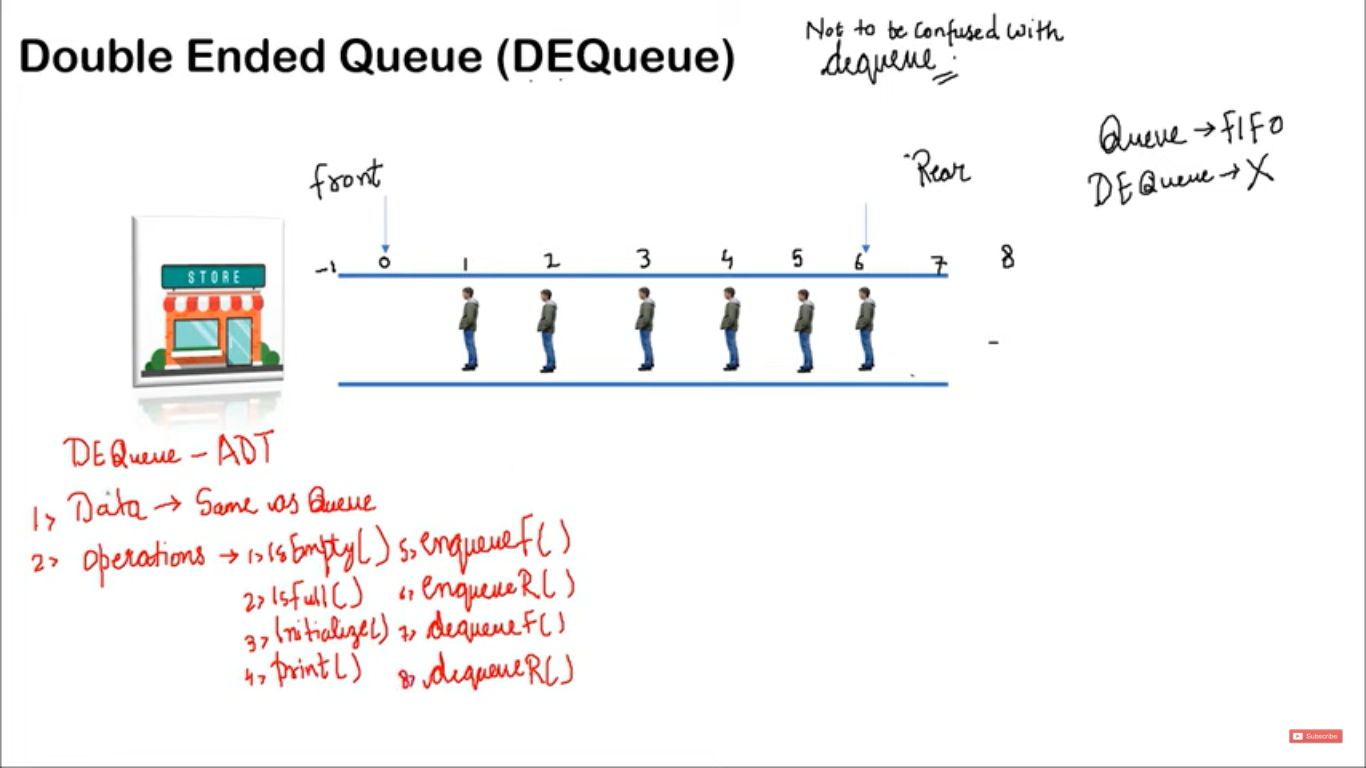 Double Ended Queue (DEQueue)
Not to be confused with
dequeue
Queue → FIFO
DEQueue → X
front
Rear
-1 0 1 2 3 4 5 6 7 8
STORE
DEQueue - ADT
1> Data → Same as Queue
2> operations → 1> isEmpty( ) 5> enqueueF( )
2> isfull( ) 6> enqueueR( )
3> initialize( ) 7> dequeueF( )
4> print( ) 8> dequeueR( )
Subscribe